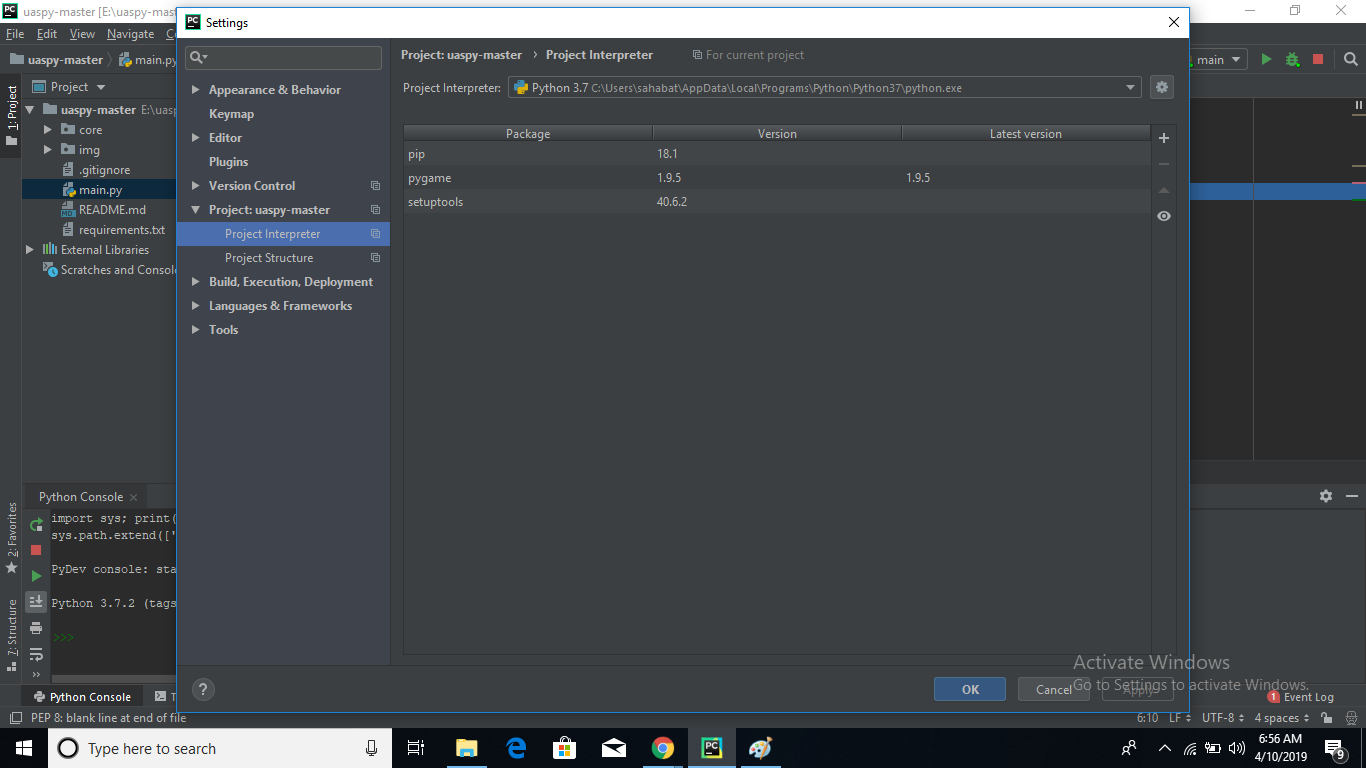 uaspy-master [E:\uaspy-master
Settings
File Edit View Navigate
uaspy-master main.py
Project: uaspy-master › Project Interpreter For current project
main
1: Project
Project
Project Interpreter: Python 3.7 C:\Users\sahabat\AppData\Local\Programs\Python\Python37\python.exe
uaspy-master E:\uasp
core
img
.gitignore
main.py
README.md
requirements.txt
External Libraries
Scratches and Consol
Appearance & Behavior
Keymap
Editor
Plugins
Version Control
Project: uaspy-master
Project Interpreter
Project Structure
Build, Execution, Deployment
Languages & Frameworks
Tools
Package Version Latest version
pip 18.1
pygame 1.9.5 1.9.5
setuptools 40.6.2
2: Favorites
7: Structure
Python Console
import sys; print(
sys.path.extend(['
PyDev console: sta
Python 3.7.2 (tags
>>>
?
OK Cancel Apply
Activate Windows
Go to Settings to activate Windows.
Python Console T
1 Event Log
PEP 8: blank line at end of file
6:10 LF UTF-8 4 spaces
Type here to search
6:56 AM
4/10/2019
9